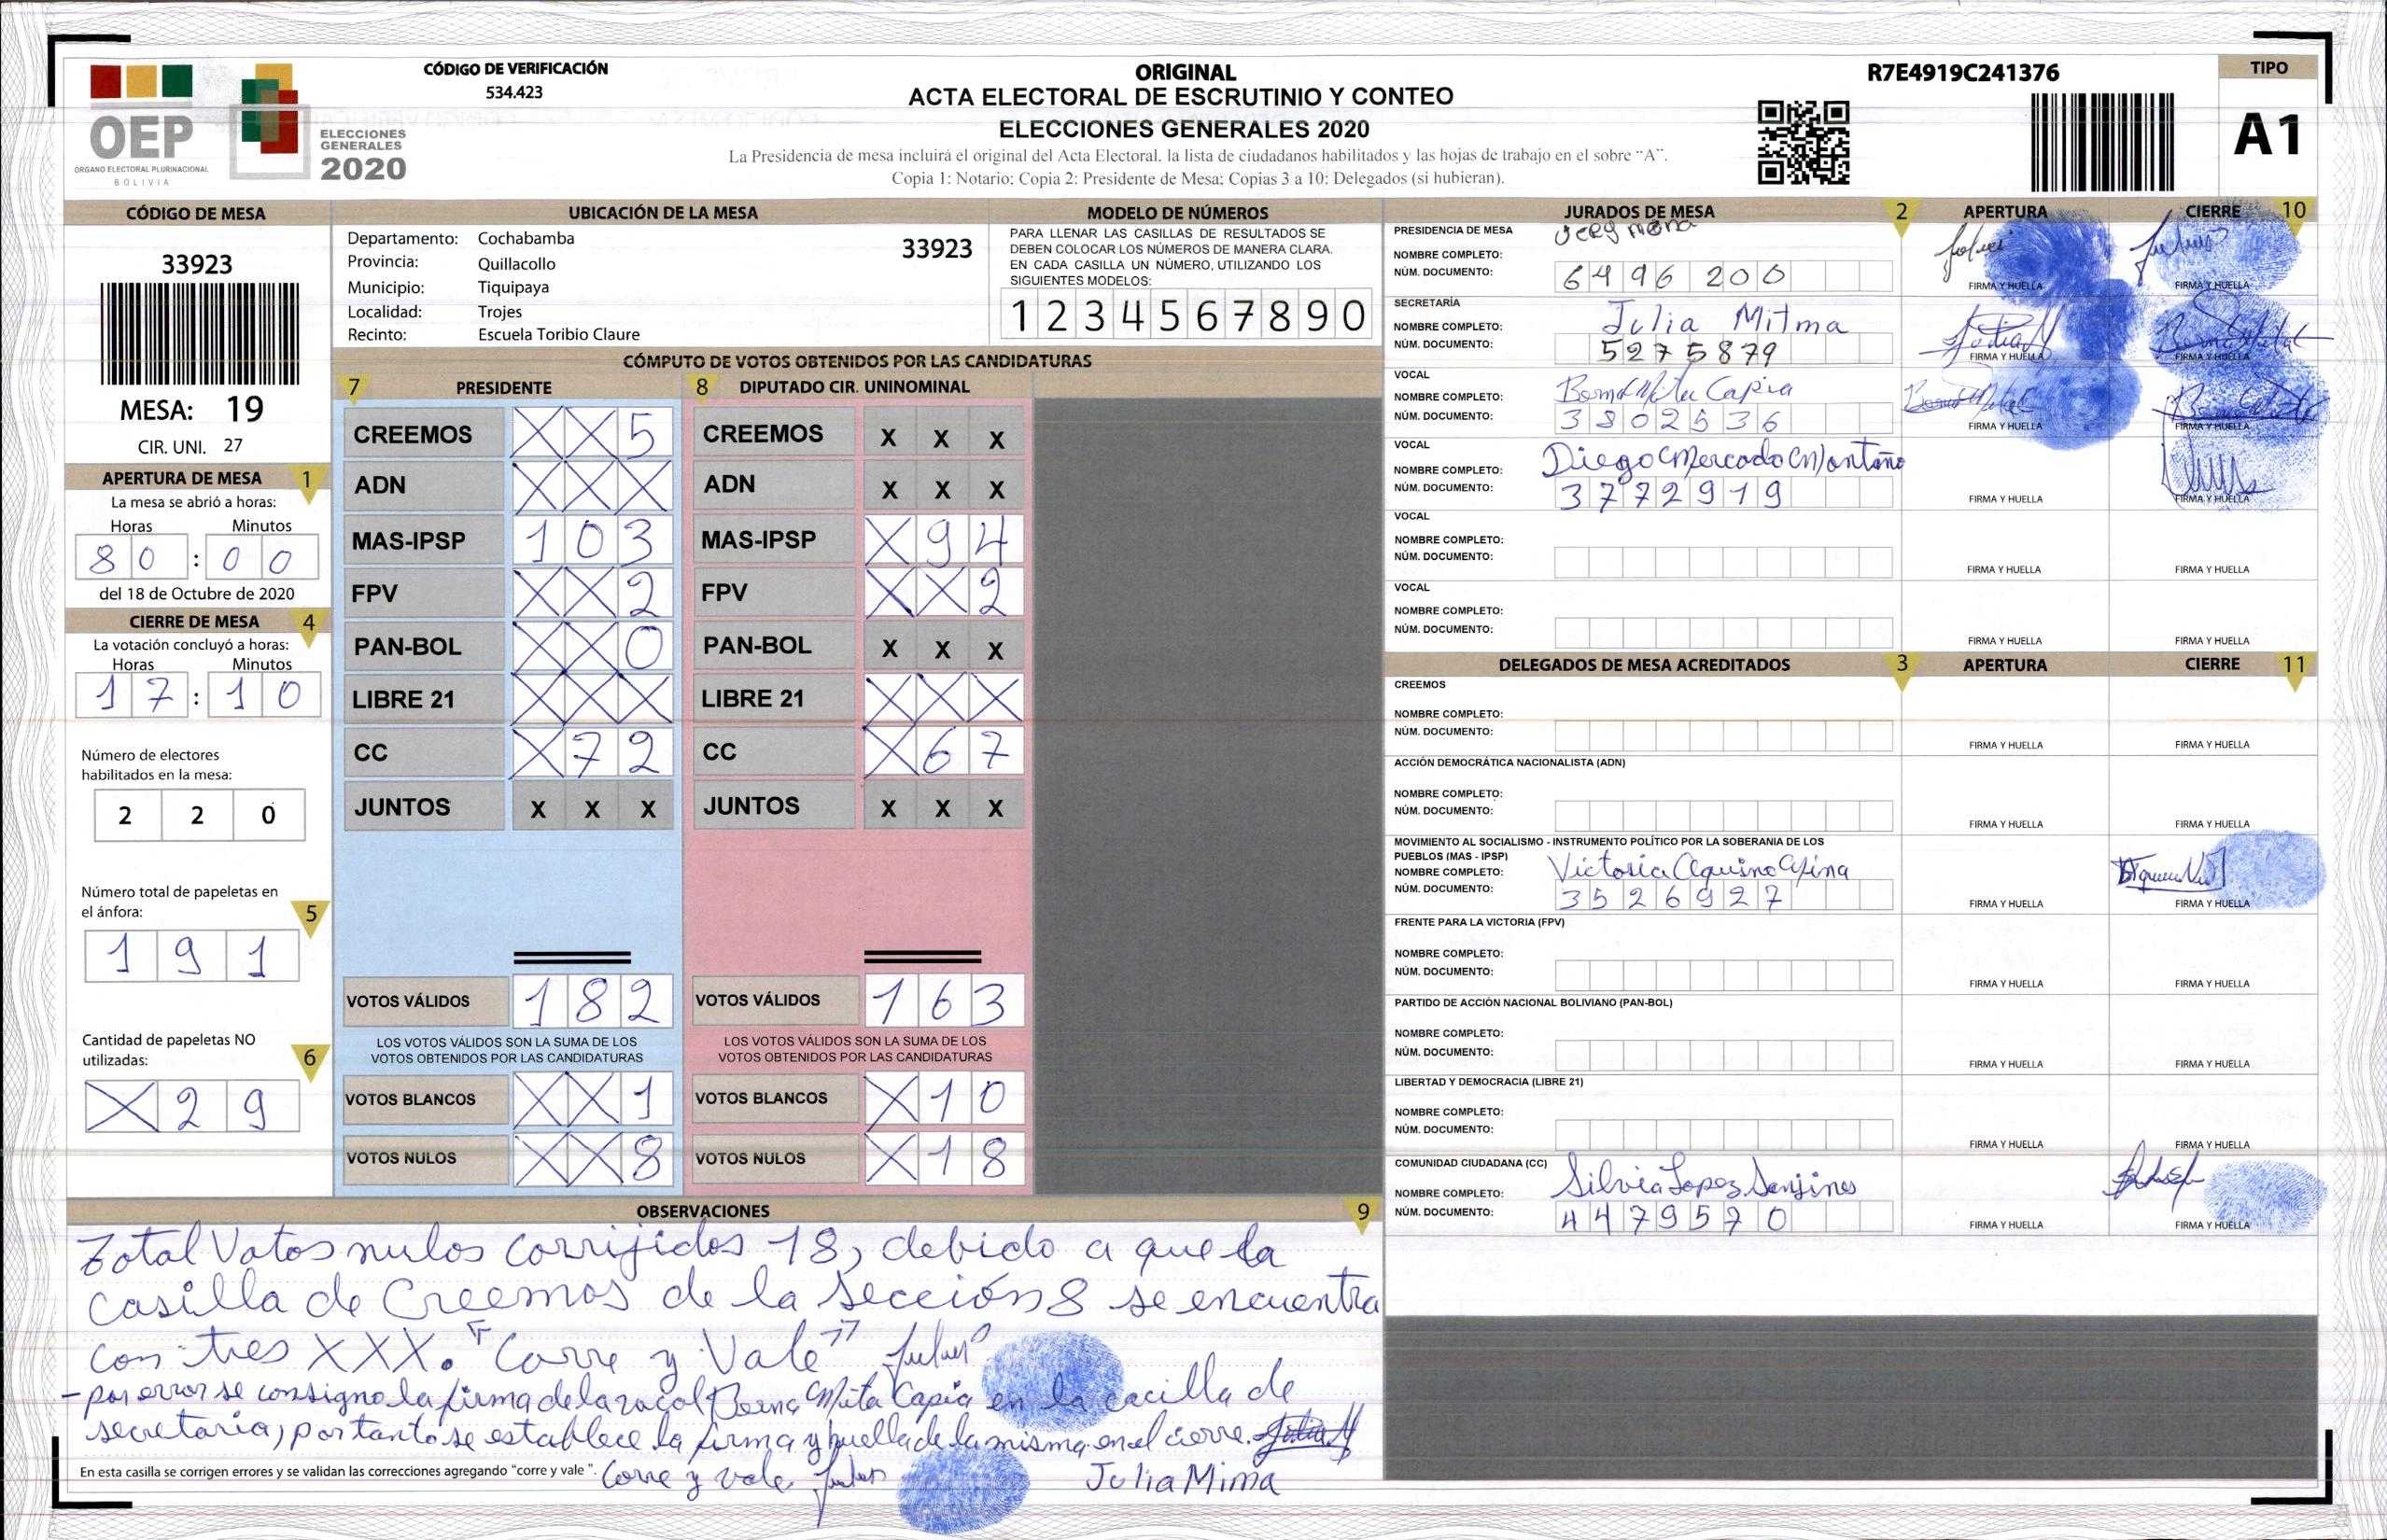 CÓDIGO DE VERIFICACIÓN
534.423
OEP
ORGANO ELECTORAL PLURINACIONAL
BOLIVIA
ELECCIONES
GENERALES
2020
ORIGINAL
ACTA ELECTORAL DE ESCRUTINIO Y CONTEO
ELECCIONES GENERALES 2020
La Presidencia de mesa incluirá el original del Acta Electoral, la lista de ciudadanos habilitados y las hojas de trabajo en el sobre "A".
Copia 1: Notario; Copia 2: Presidente de Mesa; Copias 3 a 10: Delegados (si hubieran).
R7E4919C241376
TIPO
A1
CÓDIGO DE MESA
33923
MESA: 19
CIR. UNI. 27
APERTURA DE MESA 1
La mesa se abrió a horas:
Horas Minutos
8 0 : 0 0
del 18 de Octubre de 2020
CIERRE DE MESA 4
La votación concluyó a horas:
Horas Minutos
1 7 : 1 0
Número de electores
habilitados en la mesa:
2 2 0
Número total de papeletas en
el ánfora: 5
1 9 1
Cantidad de papeletas NO
utilizadas: 6
X 2 9
UBICACIÓN DE LA MESA
Departamento: Cochabamba
33923
Provincia: Quillacollo
Municipio: Tiquipaya
Localidad: Trojes
Recinto: Escuela Toribio Claure
MODELO DE NÚMEROS
PARA LLENAR LAS CASILLAS DE RESULTADOS SE
DEBEN COLOCAR LOS NÚMEROS DE MANERA CLARA.
EN CADA CASILLA UN NÚMERO, UTILIZANDO LOS
SIGUIENTES MODELOS:
1 2 3 4 5 6 7 8 9 0
CÓMPUTO DE VOTOS OBTENIDOS POR LAS CANDIDATURAS
7 PRESIDENTE
CREEMOS X X 5
ADN X X X
MAS-IPSP 1 0 3
FPV X X 2
PAN-BOL X X 0
LIBRE 21 X X X
CC X 7 2
JUNTOS X X X
VOTOS VÁLIDOS 1 8 2
LOS VOTOS VÁLIDOS SON LA SUMA DE LOS
VOTOS OBTENIDOS POR LAS CANDIDATURAS
VOTOS BLANCOS X X 1
VOTOS NULOS X X 8
8 DIPUTADO CIR. UNINOMINAL
CREEMOS X X X
ADN X X X
MAS-IPSP X 9 4
FPV X X 2
PAN-BOL X X X
LIBRE 21 X X X
CC X 6 7
JUNTOS X X X
VOTOS VÁLIDOS 1 6 3
LOS VOTOS VÁLIDOS SON LA SUMA DE LOS
VOTOS OBTENIDOS POR LAS CANDIDATURAS
VOTOS BLANCOS X 1 0
VOTOS NULOS X 1 8
OBSERVACIONES 9
Total Votos nulos corrijidos 18, debido a que la
casilla de Creemos de la sección 8 se encuentra
con tres XXX. "Corre y Vale"
- por error se consigno la firma de la vocal Berna Mita Capia en la cacilla de
secretaria, por tanto se establece la firma y huella de la misma en el cierre.
En esta casilla se corrigen errores y se validan las correcciones agregando "corre y vale".
Corre y vale
Julia Mima
JURADOS DE MESA 2 APERTURA CIERRE 10
PRESIDENCIA DE MESA
NOMBRE COMPLETO:
NÚM. DOCUMENTO: 6496 200
FIRMA Y HUELLA FIRMA Y HUELLA
SECRETARÍA
NOMBRE COMPLETO: Julia Mitma
NÚM. DOCUMENTO: 5275879
FIRMA Y HUELLA FIRMA Y HUELLA
VOCAL
NOMBRE COMPLETO: Berna Mita Capia
NÚM. DOCUMENTO: 3802536
FIRMA Y HUELLA FIRMA Y HUELLA
VOCAL
NOMBRE COMPLETO: Diego Mercado Montaño
NÚM. DOCUMENTO: 3772919
FIRMA Y HUELLA FIRMA Y HUELLA
VOCAL
NOMBRE COMPLETO:
NÚM. DOCUMENTO:
FIRMA Y HUELLA FIRMA Y HUELLA
VOCAL
NOMBRE COMPLETO:
NÚM. DOCUMENTO:
FIRMA Y HUELLA FIRMA Y HUELLA
DELEGADOS DE MESA ACREDITADOS 3 APERTURA CIERRE 11
CREEMOS
NOMBRE COMPLETO:
NÚM. DOCUMENTO:
FIRMA Y HUELLA FIRMA Y HUELLA
ACCIÓN DEMOCRÁTICA NACIONALISTA (ADN)
NOMBRE COMPLETO:
NÚM. DOCUMENTO:
FIRMA Y HUELLA FIRMA Y HUELLA
MOVIMIENTO AL SOCIALISMO - INSTRUMENTO POLÍTICO POR LA SOBERANIA DE LOS
PUEBLOS (MAS - IPSP)
NOMBRE COMPLETO: Victoria Aquino
NÚM. DOCUMENTO: 3526927
FIRMA Y HUELLA FIRMA Y HUELLA
FRENTE PARA LA VICTORIA (FPV)
NOMBRE COMPLETO:
NÚM. DOCUMENTO:
FIRMA Y HUELLA FIRMA Y HUELLA
PARTIDO DE ACCIÓN NACIONAL BOLIVIANO (PAN-BOL)
NOMBRE COMPLETO:
NÚM. DOCUMENTO:
FIRMA Y HUELLA FIRMA Y HUELLA
LIBERTAD Y DEMOCRACIA (LIBRE 21)
NOMBRE COMPLETO:
NÚM. DOCUMENTO:
FIRMA Y HUELLA FIRMA Y HUELLA
COMUNIDAD CIUDADANA (CC)
NOMBRE COMPLETO: Silvia Lopez Sanjines
NÚM. DOCUMENTO: 4479570
FIRMA Y HUELLA FIRMA Y HUELLA